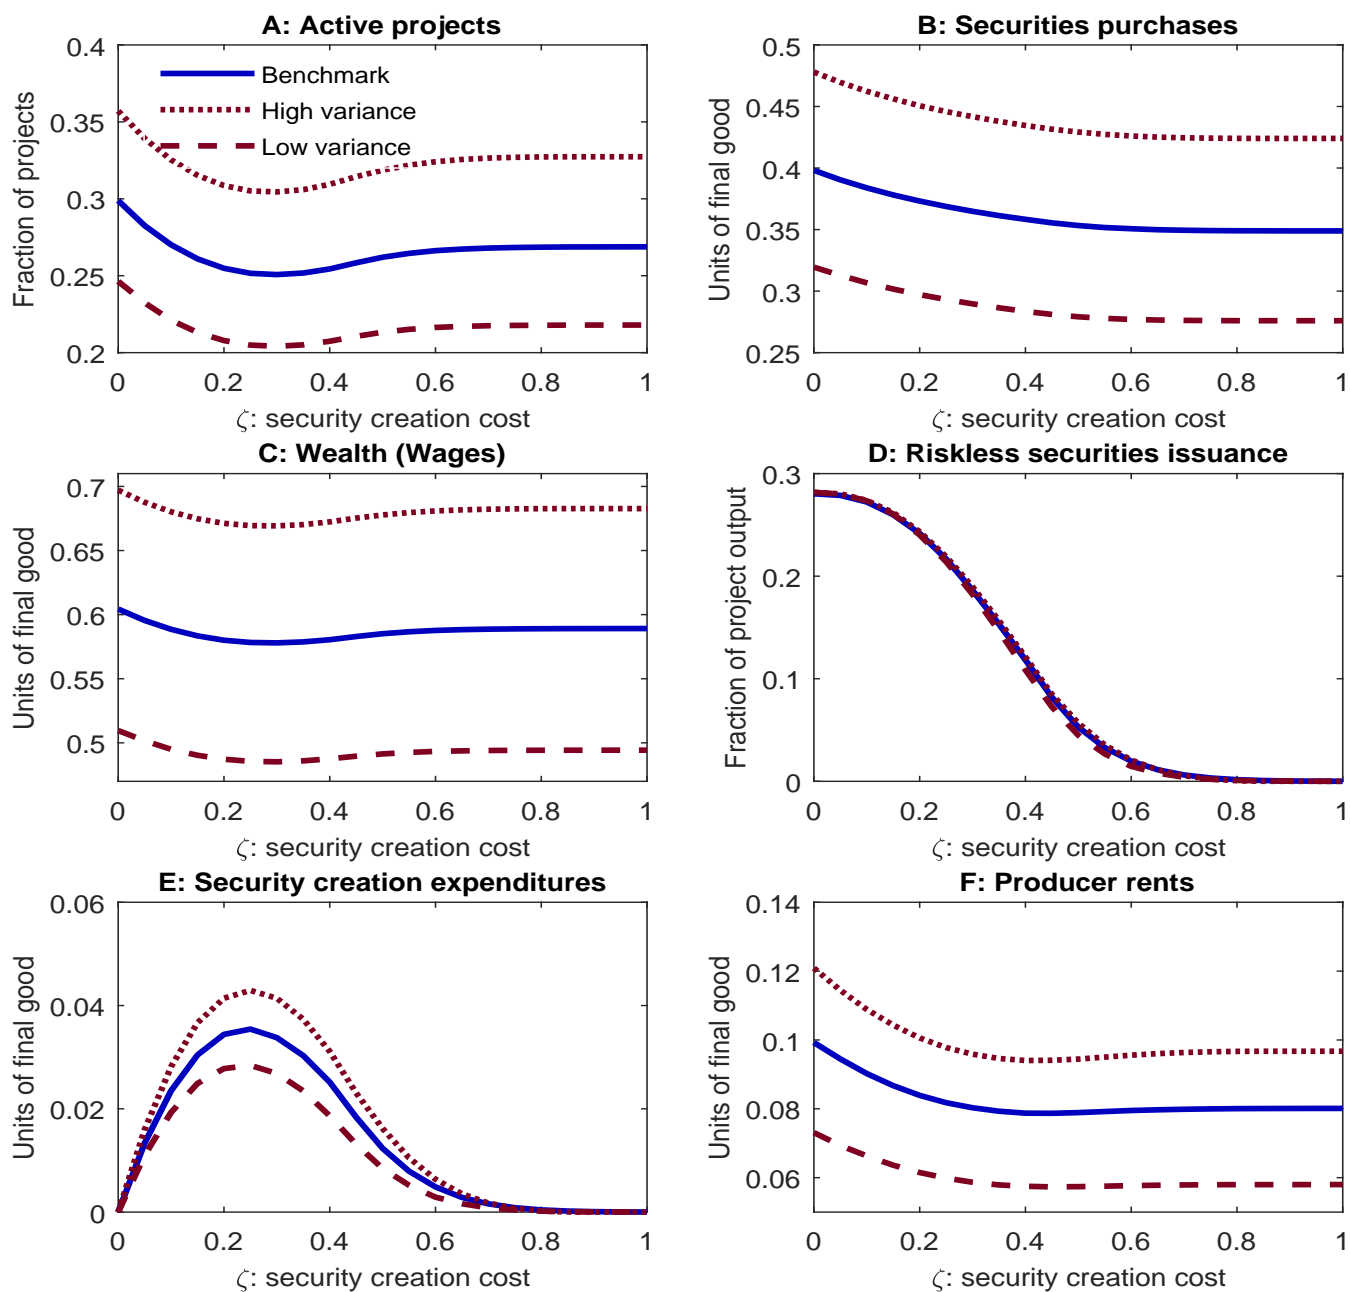 A: Active projects
Fraction of projects
0.4
0.35
0.3
0.25
0.2
Benchmark
High variance
Low variance
0 0.2 0.4 0.6 0.8 1
ζ: security creation cost
B: Securities purchases
Units of final good
0.5
0.45
0.4
0.35
0.3
0.25
0 0.2 0.4 0.6 0.8 1
ζ: security creation cost
C: Wealth (Wages)
Units of final good
0.7
0.65
0.6
0.55
0.5
0 0.2 0.4 0.6 0.8 1
ζ: security creation cost
D: Riskless securities issuance
Fraction of project output
0.3
0.2
0.1
0
0 0.2 0.4 0.6 0.8 1
ζ: security creation cost
E: Security creation expenditures
Units of final good
0.06
0.04
0.02
0
0 0.2 0.4 0.6 0.8 1
ζ: security creation cost
F: Producer rents
Units of final good
0.14
0.12
0.1
0.08
0.06
0 0.2 0.4 0.6 0.8 1
ζ: security creation cost